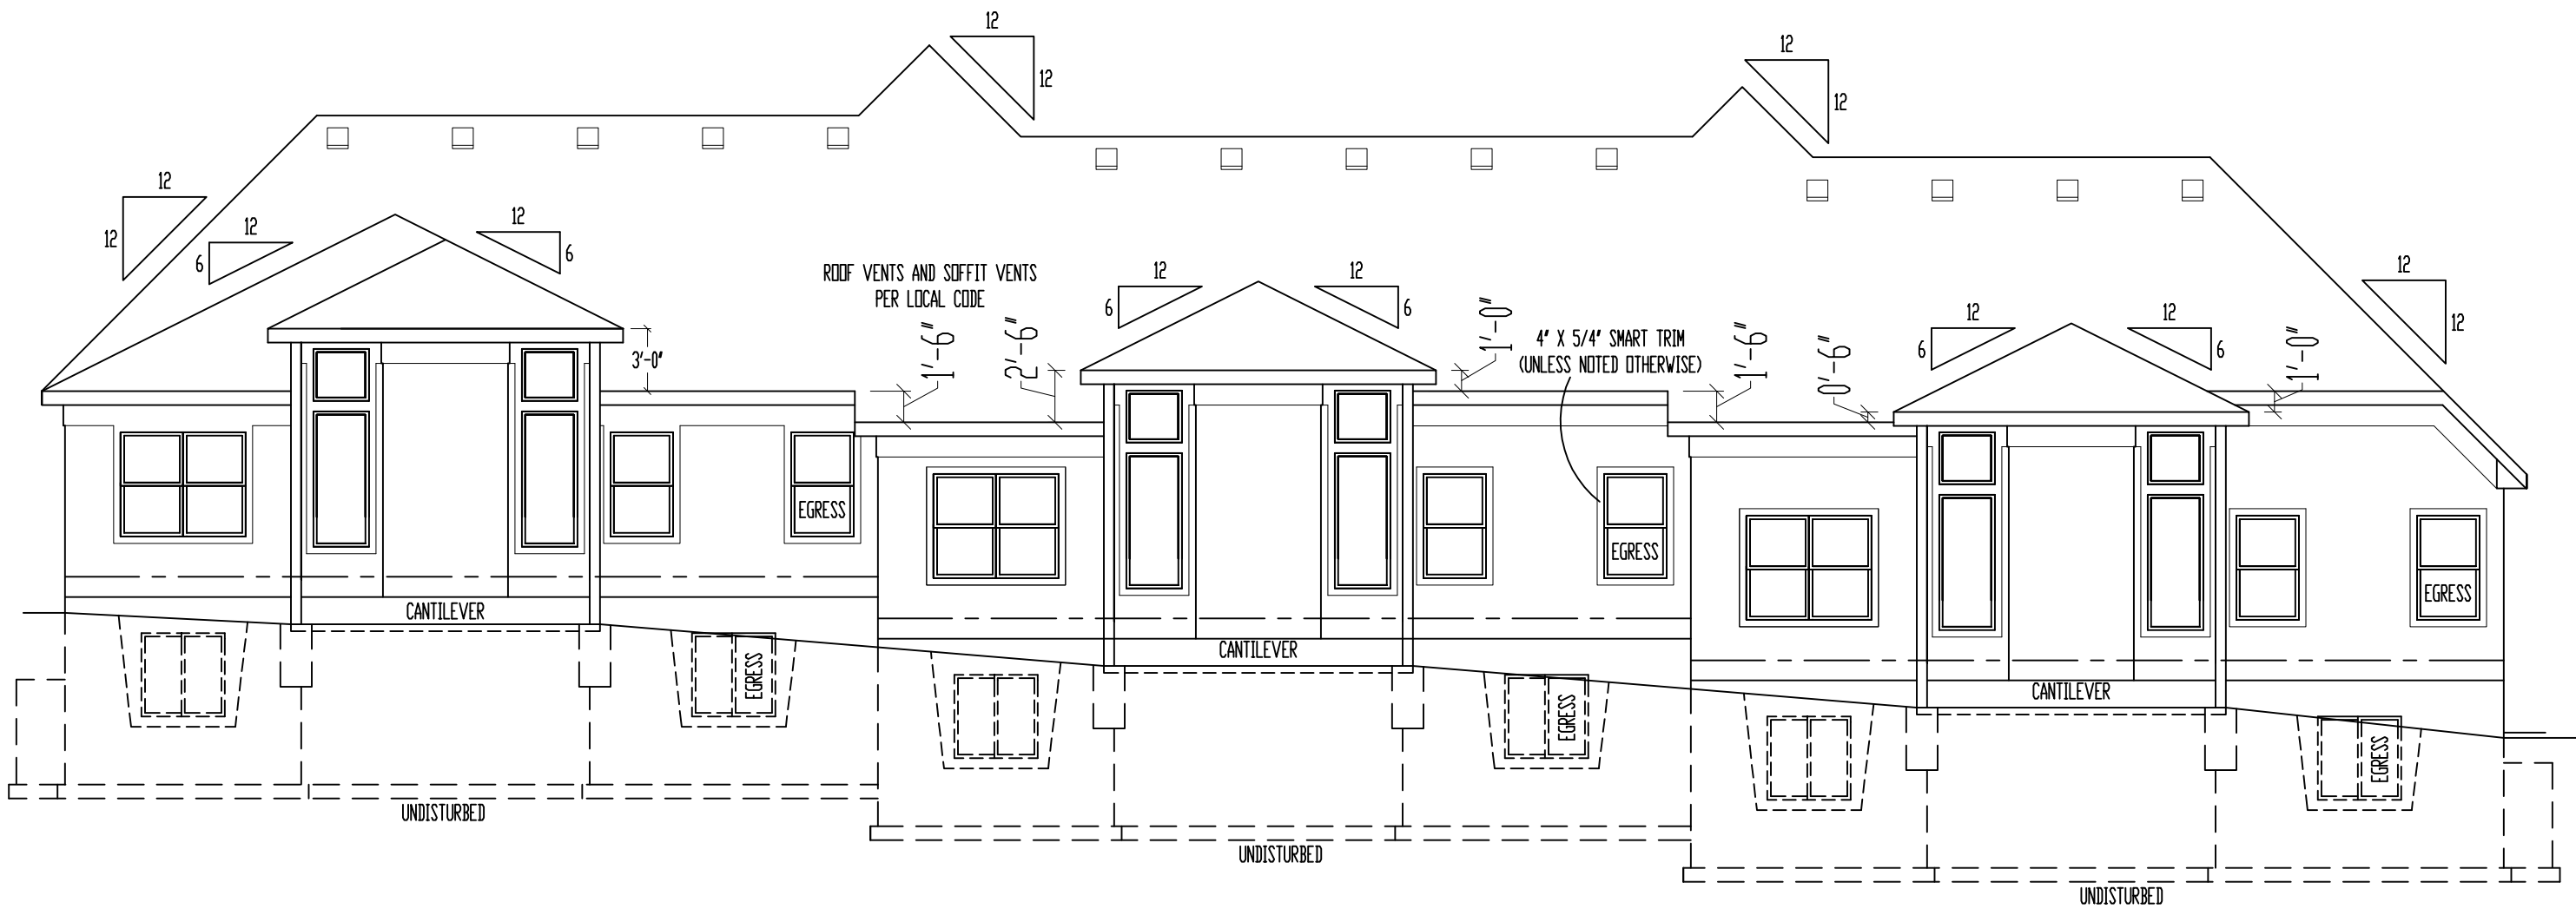 12
12
12
12
12
12
12
6
12
6
ROOF VENTS AND SOFFIT VENTS
PER LOCAL CODE
3'-0"
1'-6"
2'-6"
12
6
12
6
1'-0"
4" X 5/4" SMART TRIM
(UNLESS NOTED OTHERWISE)
1'-6"
0'-6"
12
6
12
6
1'-0"
12
12
EGRESS
EGRESS
EGRESS
CANTILEVER
CANTILEVER
CANTILEVER
EGRESS
EGRESS
EGRESS
UNDISTURBED
UNDISTURBED
UNDISTURBED